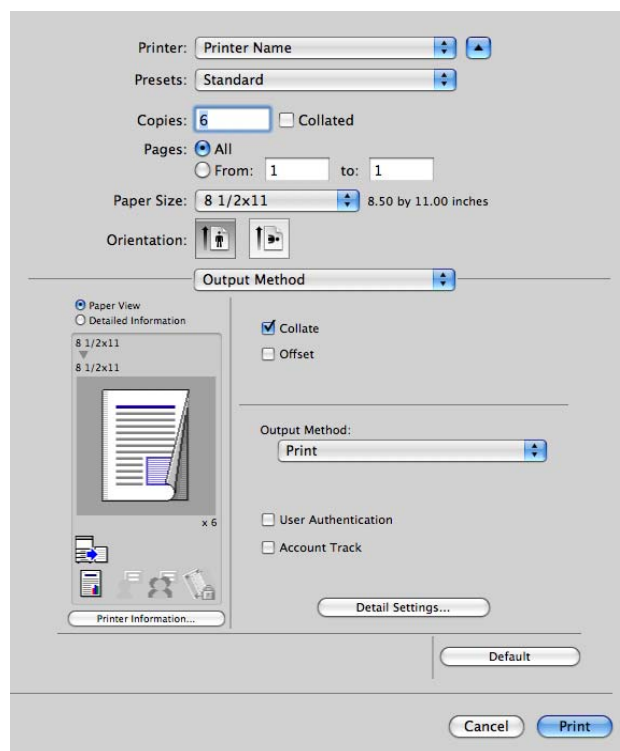 Printer: Printer Name
Presets: Standard
Copies: 6 Collated
Pages: All
From: 1 to: 1
Paper Size: 8 1/2x11 8.50 by 11.00 inches
Orientation:
Output Method
Paper View
Detailed Information
8 1/2x11
8 1/2x11
x 6
Printer Information...
Collate
Offset
Output Method:
Print
User Authentication
Account Track
Detail Settings...
Default
Cancel Print